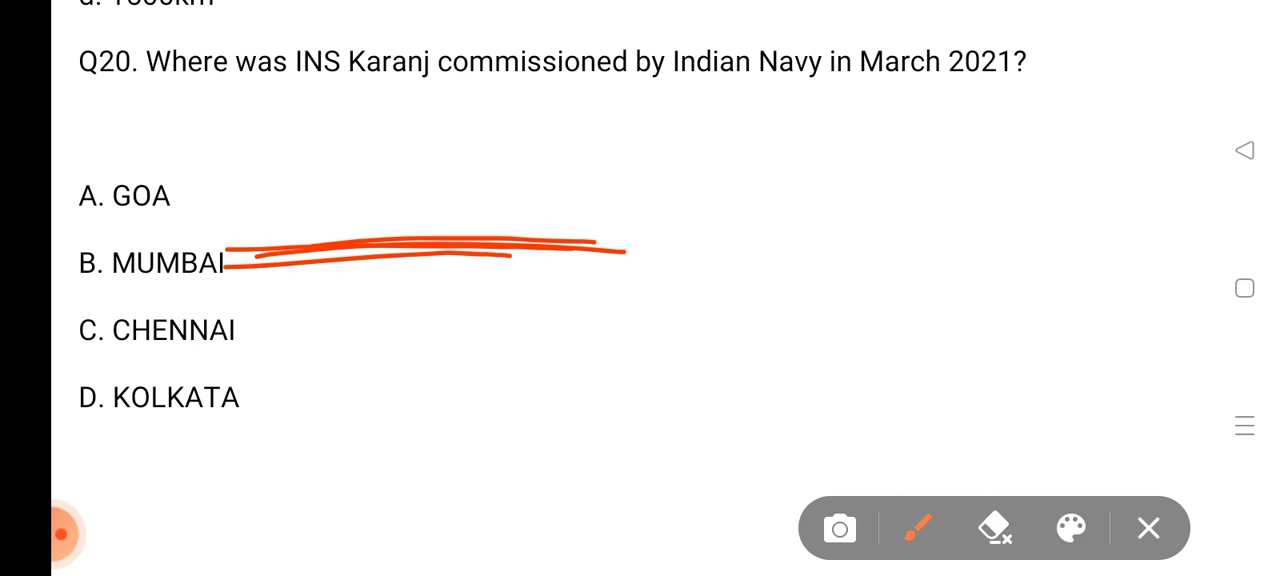 Q20. Where was INS Karanj commissioned by Indian Navy in March 2021?
A. GOA
B. MUMBAI
C. CHENNAI
D. KOLKATA